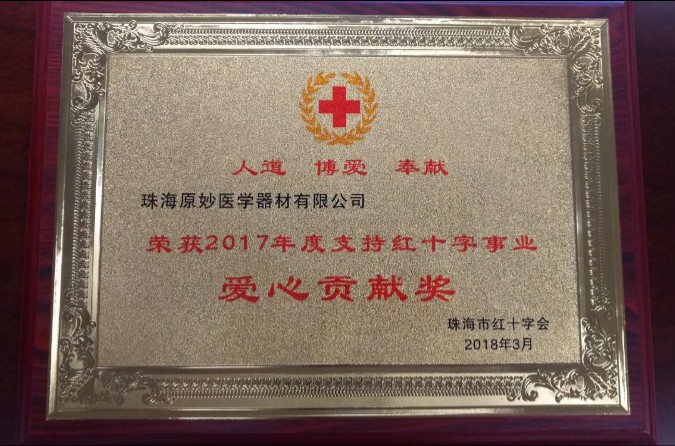 人道 博爱 奉献
珠海原妙医学器材有限公司
荣获2017年度支持红十字事业
爱心贡献奖
珠海市红十字会
2018年3月